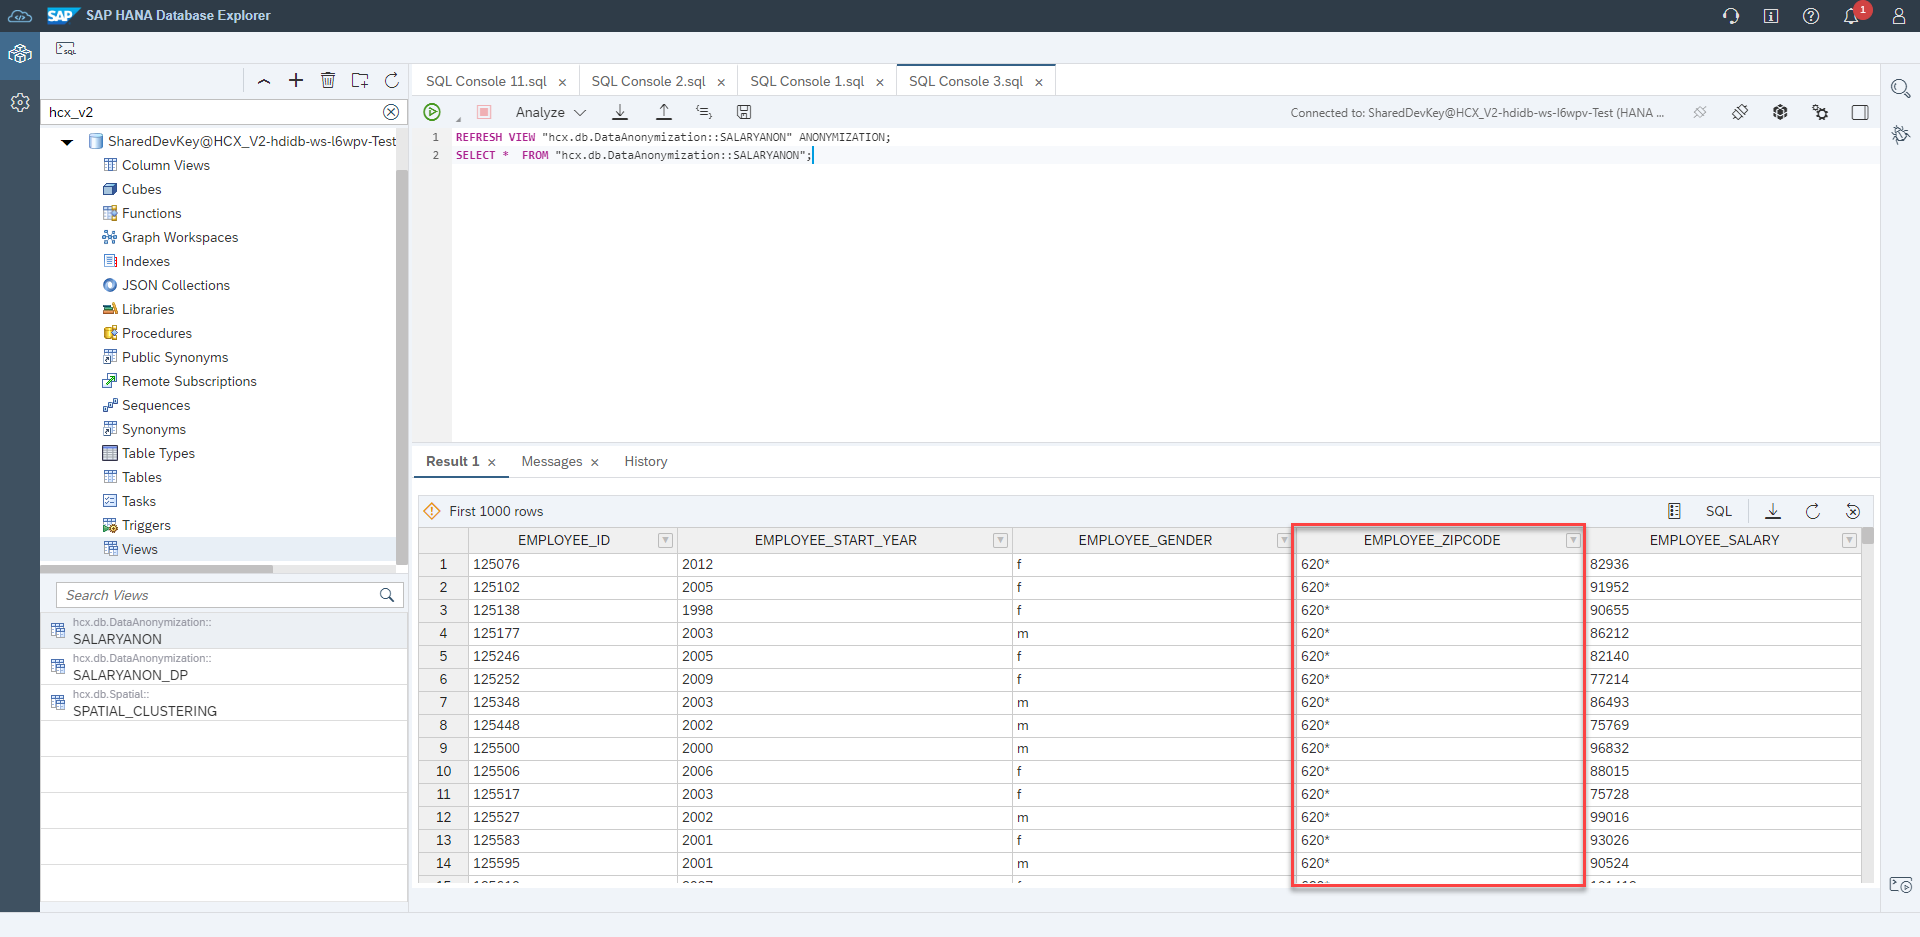 SAP SAP HANA Database Explorer 1
SQL
hcx_v2
SharedDevKey@HCX_V2-hdidb-ws-l6wpv-Test
Column Views
Cubes
Functions
Graph Workspaces
Indexes
JSON Collections
Libraries
Procedures
Public Synonyms
Remote Subscriptions
Sequences
Synonyms
Table Types
Tables
Tasks
Triggers
Views
Search Views
hcx.db.DataAnonymization::
SALARYANON
hcx.db.DataAnonymization::
SALARYANON_DP
hcx.db.Spatial::
SPATIAL_CLUSTERING
SQL Console 11.sql × SQL Console 2.sql × SQL Console 1.sql × SQL Console 3.sql ×
Analyze Connected to: SharedDevKey@HCX_V2-hdidb-ws-l6wpv-Test (HANA ...
1 REFRESH VIEW "hcx.db.DataAnonymization::SALARYANON" ANONYMIZATION;
2 SELECT * FROM "hcx.db.DataAnonymization::SALARYANON";
Result 1 × Messages × History
First 1000 rows SQL
EMPLOYEE_ID EMPLOYEE_START_YEAR EMPLOYEE_GENDER EMPLOYEE_ZIPCODE EMPLOYEE_SALARY
1 125076 2012 f 620* 82936
2 125102 2005 f 620* 91952
3 125138 1998 f 620* 90655
4 125177 2003 m 620* 86212
5 125246 2005 f 620* 82140
6 125252 2009 f 620* 77214
7 125348 2003 m 620* 86493
8 125448 2002 m 620* 75769
9 125500 2000 m 620* 96832
10 125506 2006 f 620* 88015
11 125517 2003 f 620* 75728
12 125527 2002 m 620* 99016
13 125583 2001 f 620* 93026
14 125595 2001 m 620* 90524